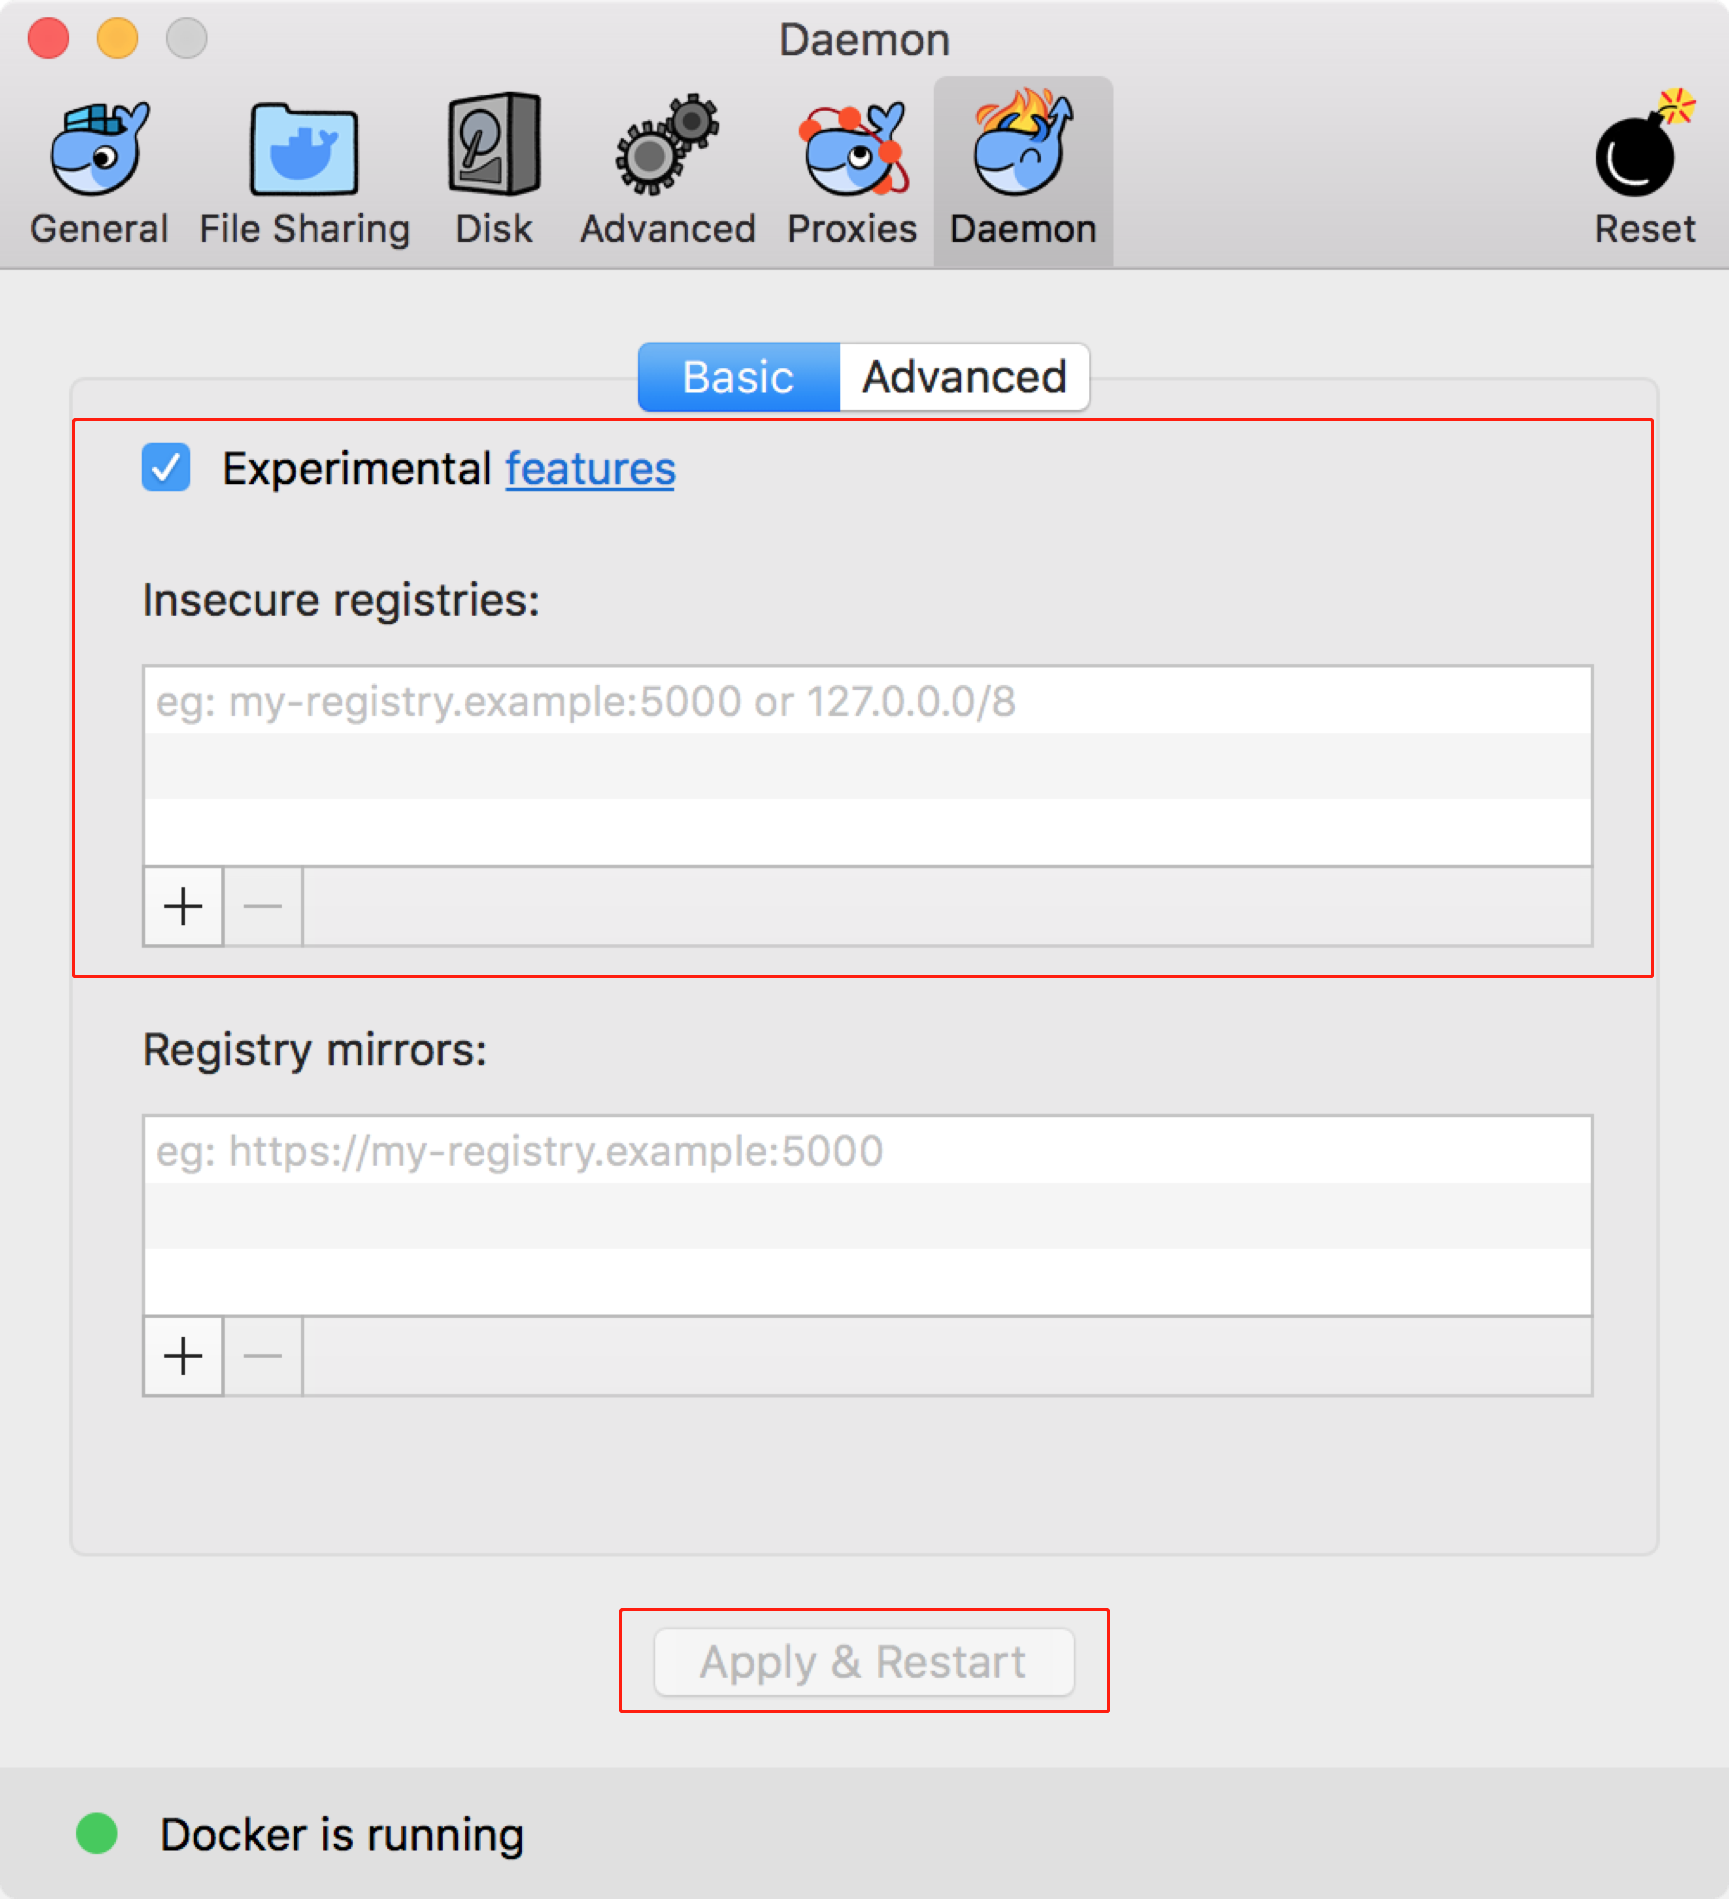 Daemon
General File Sharing Disk Advanced Proxies Daemon Reset
Basic Advanced
Experimental features
Insecure registries:
eg: my-registry.example:5000 or 127.0.0.0/8
Registry mirrors:
eg: https://my-registry.example:5000
Apply & Restart
Docker is running